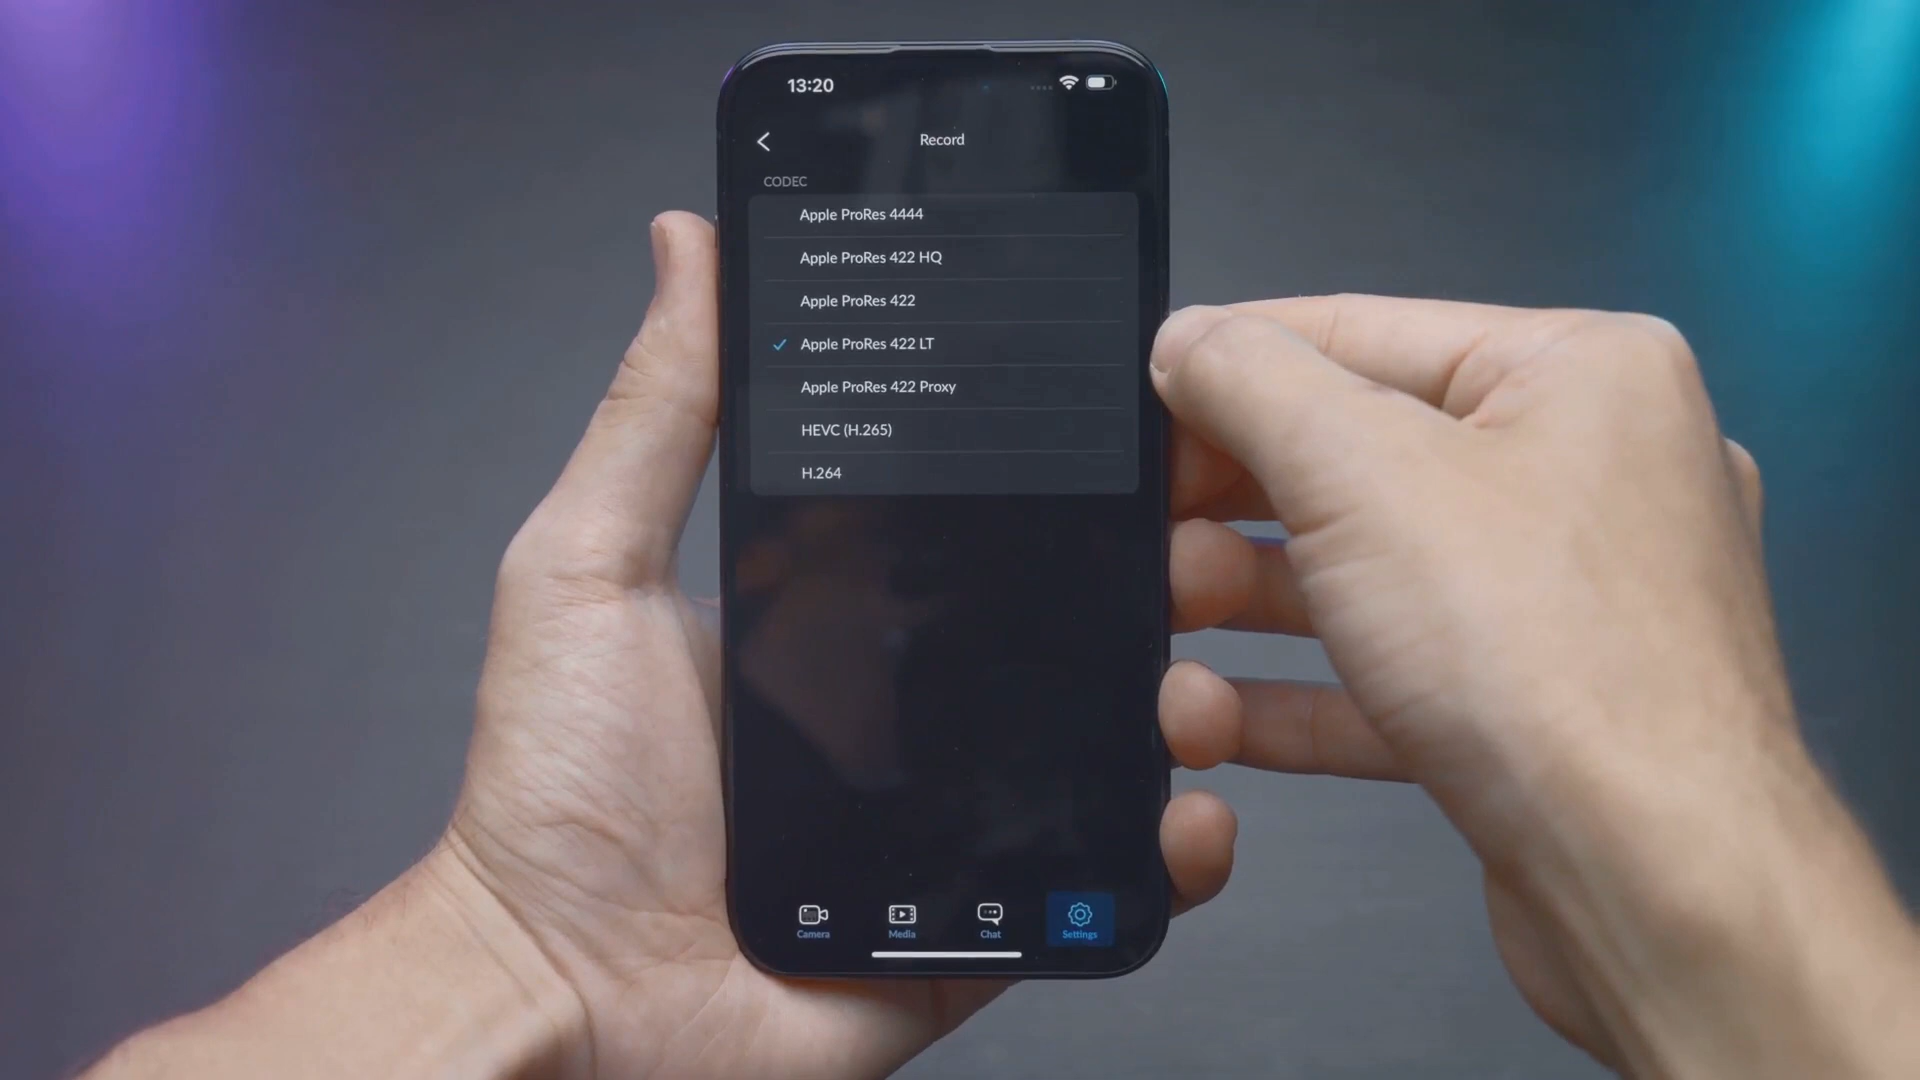 13:20
Record
CODEC
Apple ProRes 4444
Apple ProRes 422 HQ
Apple ProRes 422
Apple ProRes 422 LT
Apple ProRes 422 Proxy
HEVC (H.265)
H.264
Camera
Media
Chat
Settings